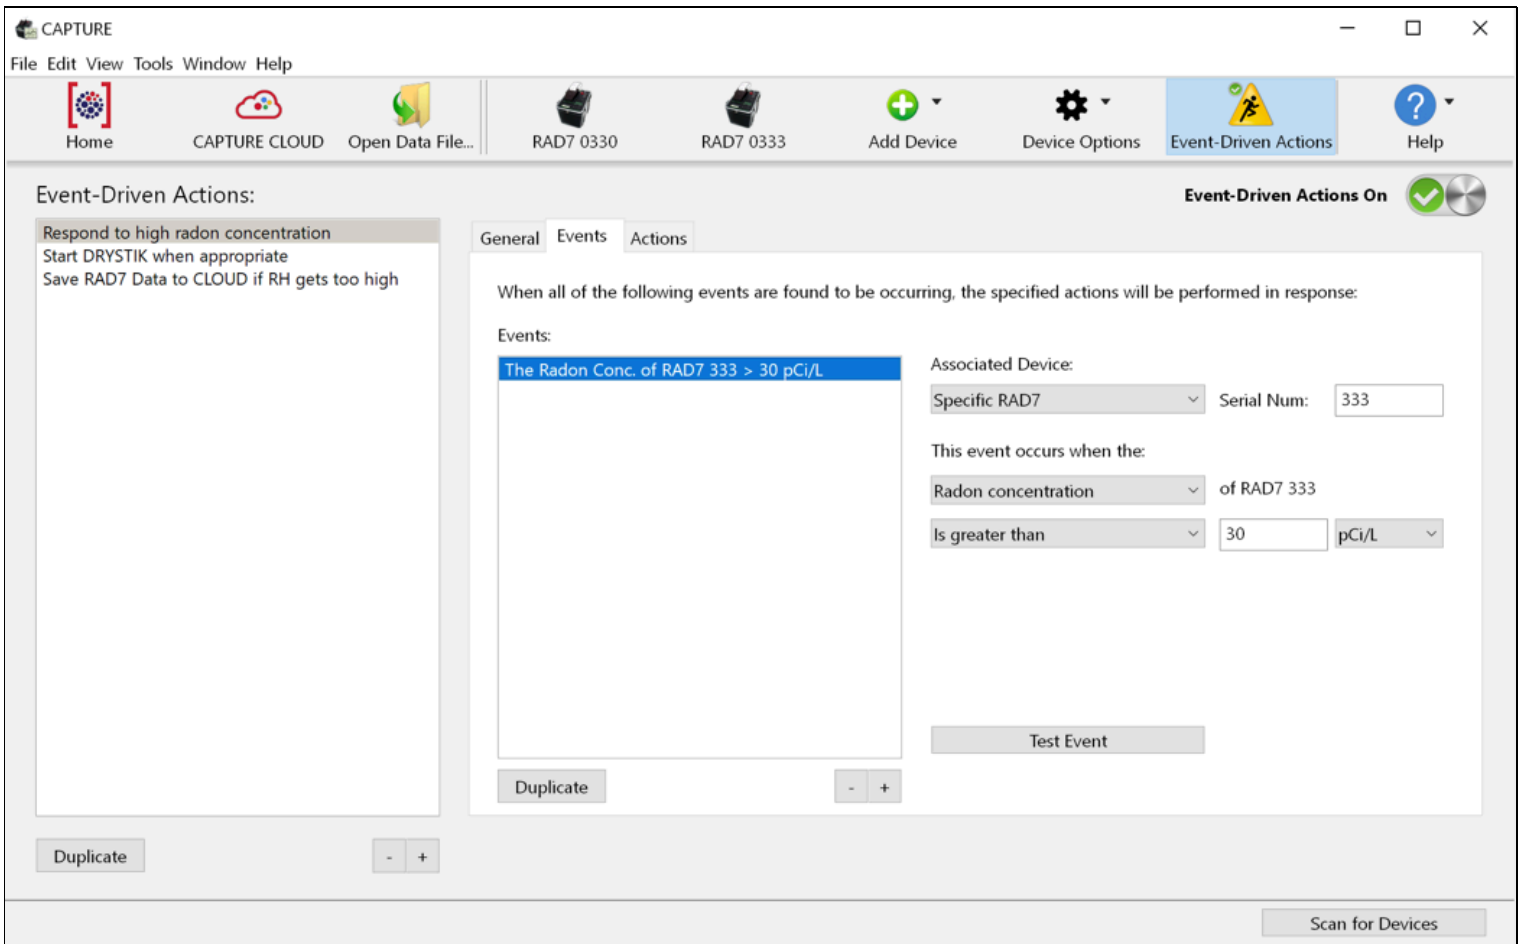 CAPTURE
File Edit View Tools Window Help
Home
CAPTURE CLOUD
Open Data File...
RAD7 0330
RAD7 0333
Add Device
Device Options
Event-Driven Actions
Help
Event-Driven Actions:
Event-Driven Actions On
Respond to high radon concentration
Start DRYSTIK when appropriate
Save RAD7 Data to CLOUD if RH gets too high
Duplicate
- +
General Events Actions
When all of the following events are found to be occurring, the specified actions will be performed in response:
Events:
The Radon Conc. of RAD7 333 > 30 pCi/L
Duplicate
- +
Associated Device:
Specific RAD7 Serial Num: 333
This event occurs when the:
Radon concentration of RAD7 333
Is greater than 30 pCi/L
Test Event
Scan for Devices